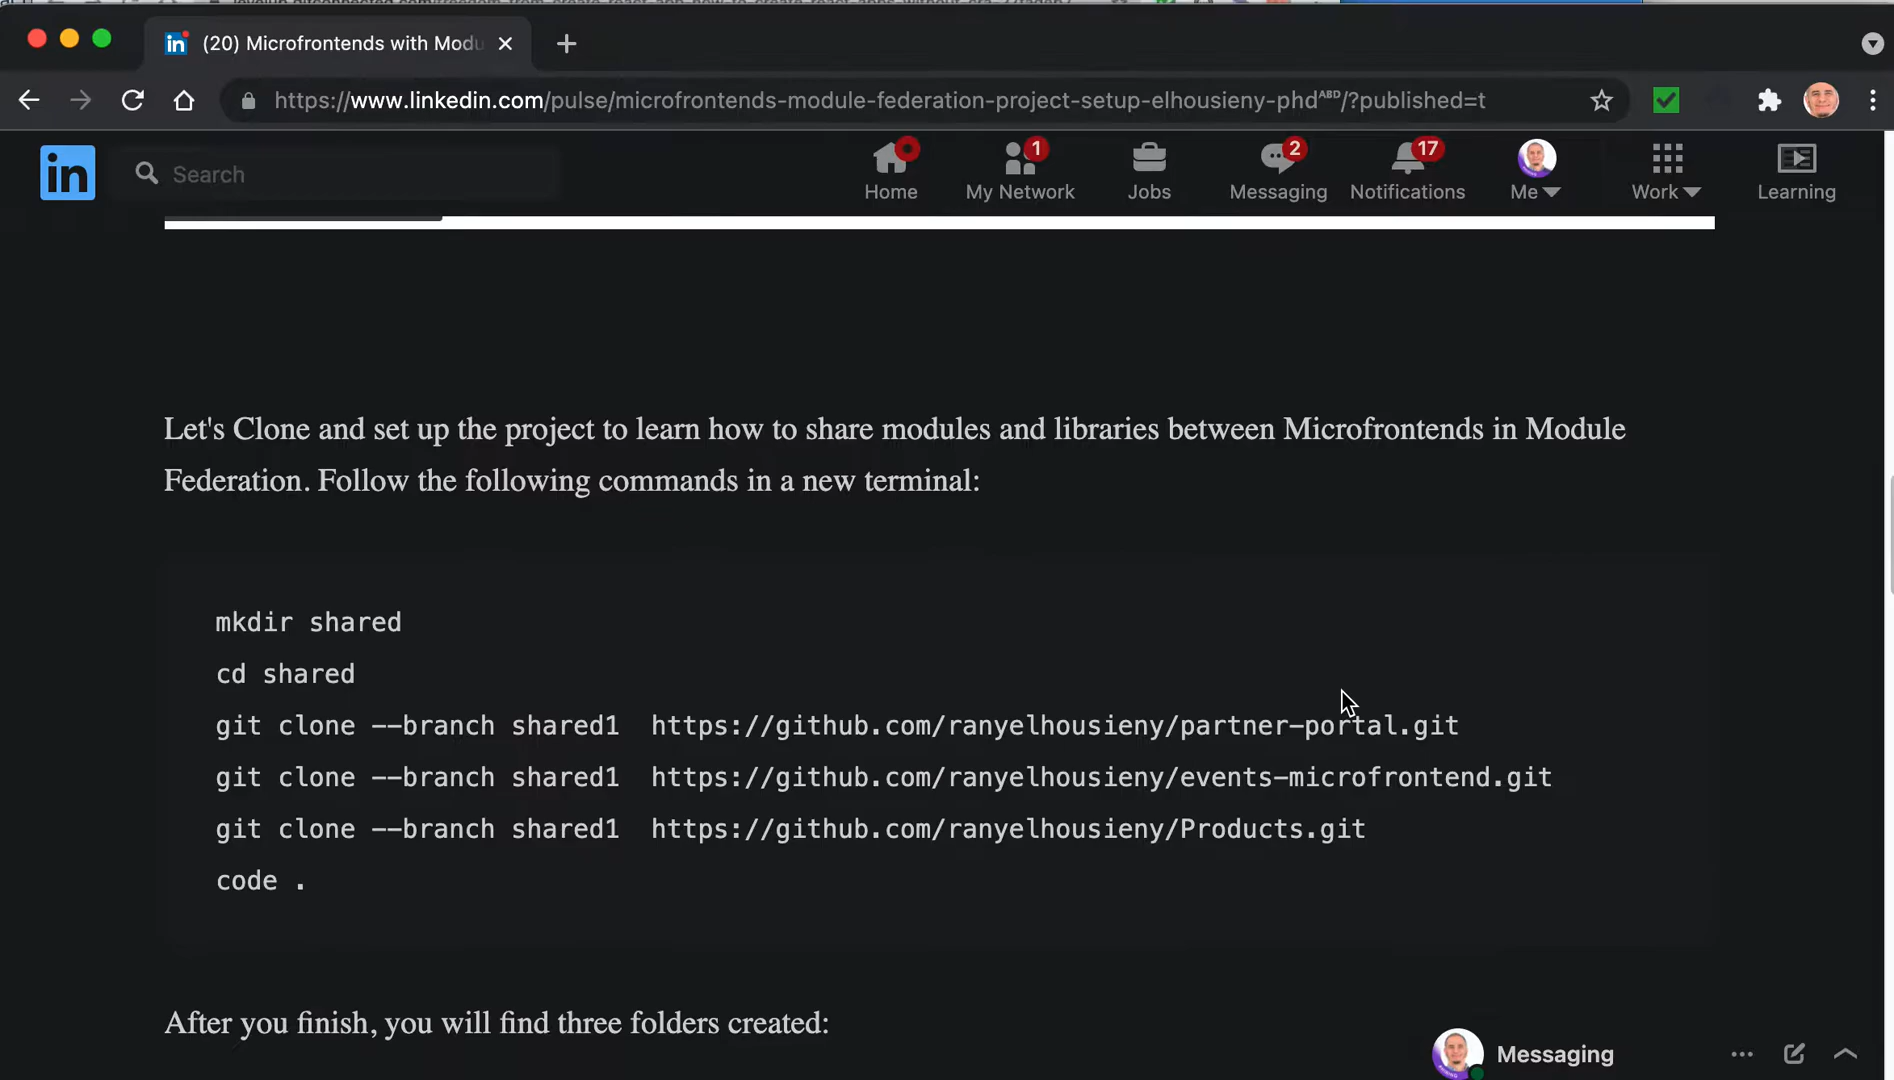 (20) Microfrontends with Modu
https://www.linkedin.com/pulse/microfrontends-module-federation-project-setup-elhousieny-phdᴬᴮᴰ/?published=t
in
Search
Home
1
My Network
Jobs
2
Messaging
17
Notifications
Me
Work
Learning
Let's Clone and set up the project to learn how to share modules and libraries between Microfrontends in Module
Federation. Follow the following commands in a new terminal:
mkdir shared
cd shared
git clone --branch shared1  https://github.com/ranyelhousieny/partner-portal.git
git clone --branch shared1  https://github.com/ranyelhousieny/events-microfrontend.git
git clone --branch shared1  https://github.com/ranyelhousieny/Products.git
code .
After you finish, you will find three folders created:
Messaging